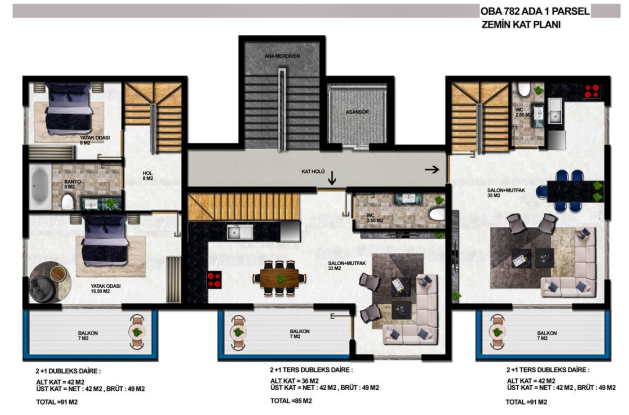 OBA 782 ADA 1 PARSEL
ZEMİN KAT PLANI
ANA MERDİVEN
ASANSÖR
KAT HOLÜ
YATAK ODASI
8 M2
HOL
8 M2
BANYO
5 M2
YATAK ODASI
15.50 M2
BALKON
7 M2
WC
3.50 M2
SALON+MUTFAK
33 M2
BALKON
7 M2
WC
2.50 M2
SALON+MUTFAK
35 M2
BALKON
7 M2
2 +1 DUBLEKS DAİRE :
ALT KAT = 42 M2
ÜST KAT = NET : 42 M2 , BRÜT : 49 M2
TOTAL =91 M2
2 +1 TERS DUBLEKS DAİRE :
ALT KAT = 36 M2
ÜST KAT = NET : 42 M2 , BRÜT : 49 M2
TOTAL =85 M2
2 +1 TERS DUBLEKS DAİRE :
ALT KAT = 42 M2
ÜST KAT = NET : 42 M2 , BRÜT : 49 M2
TOTAL =91 M2